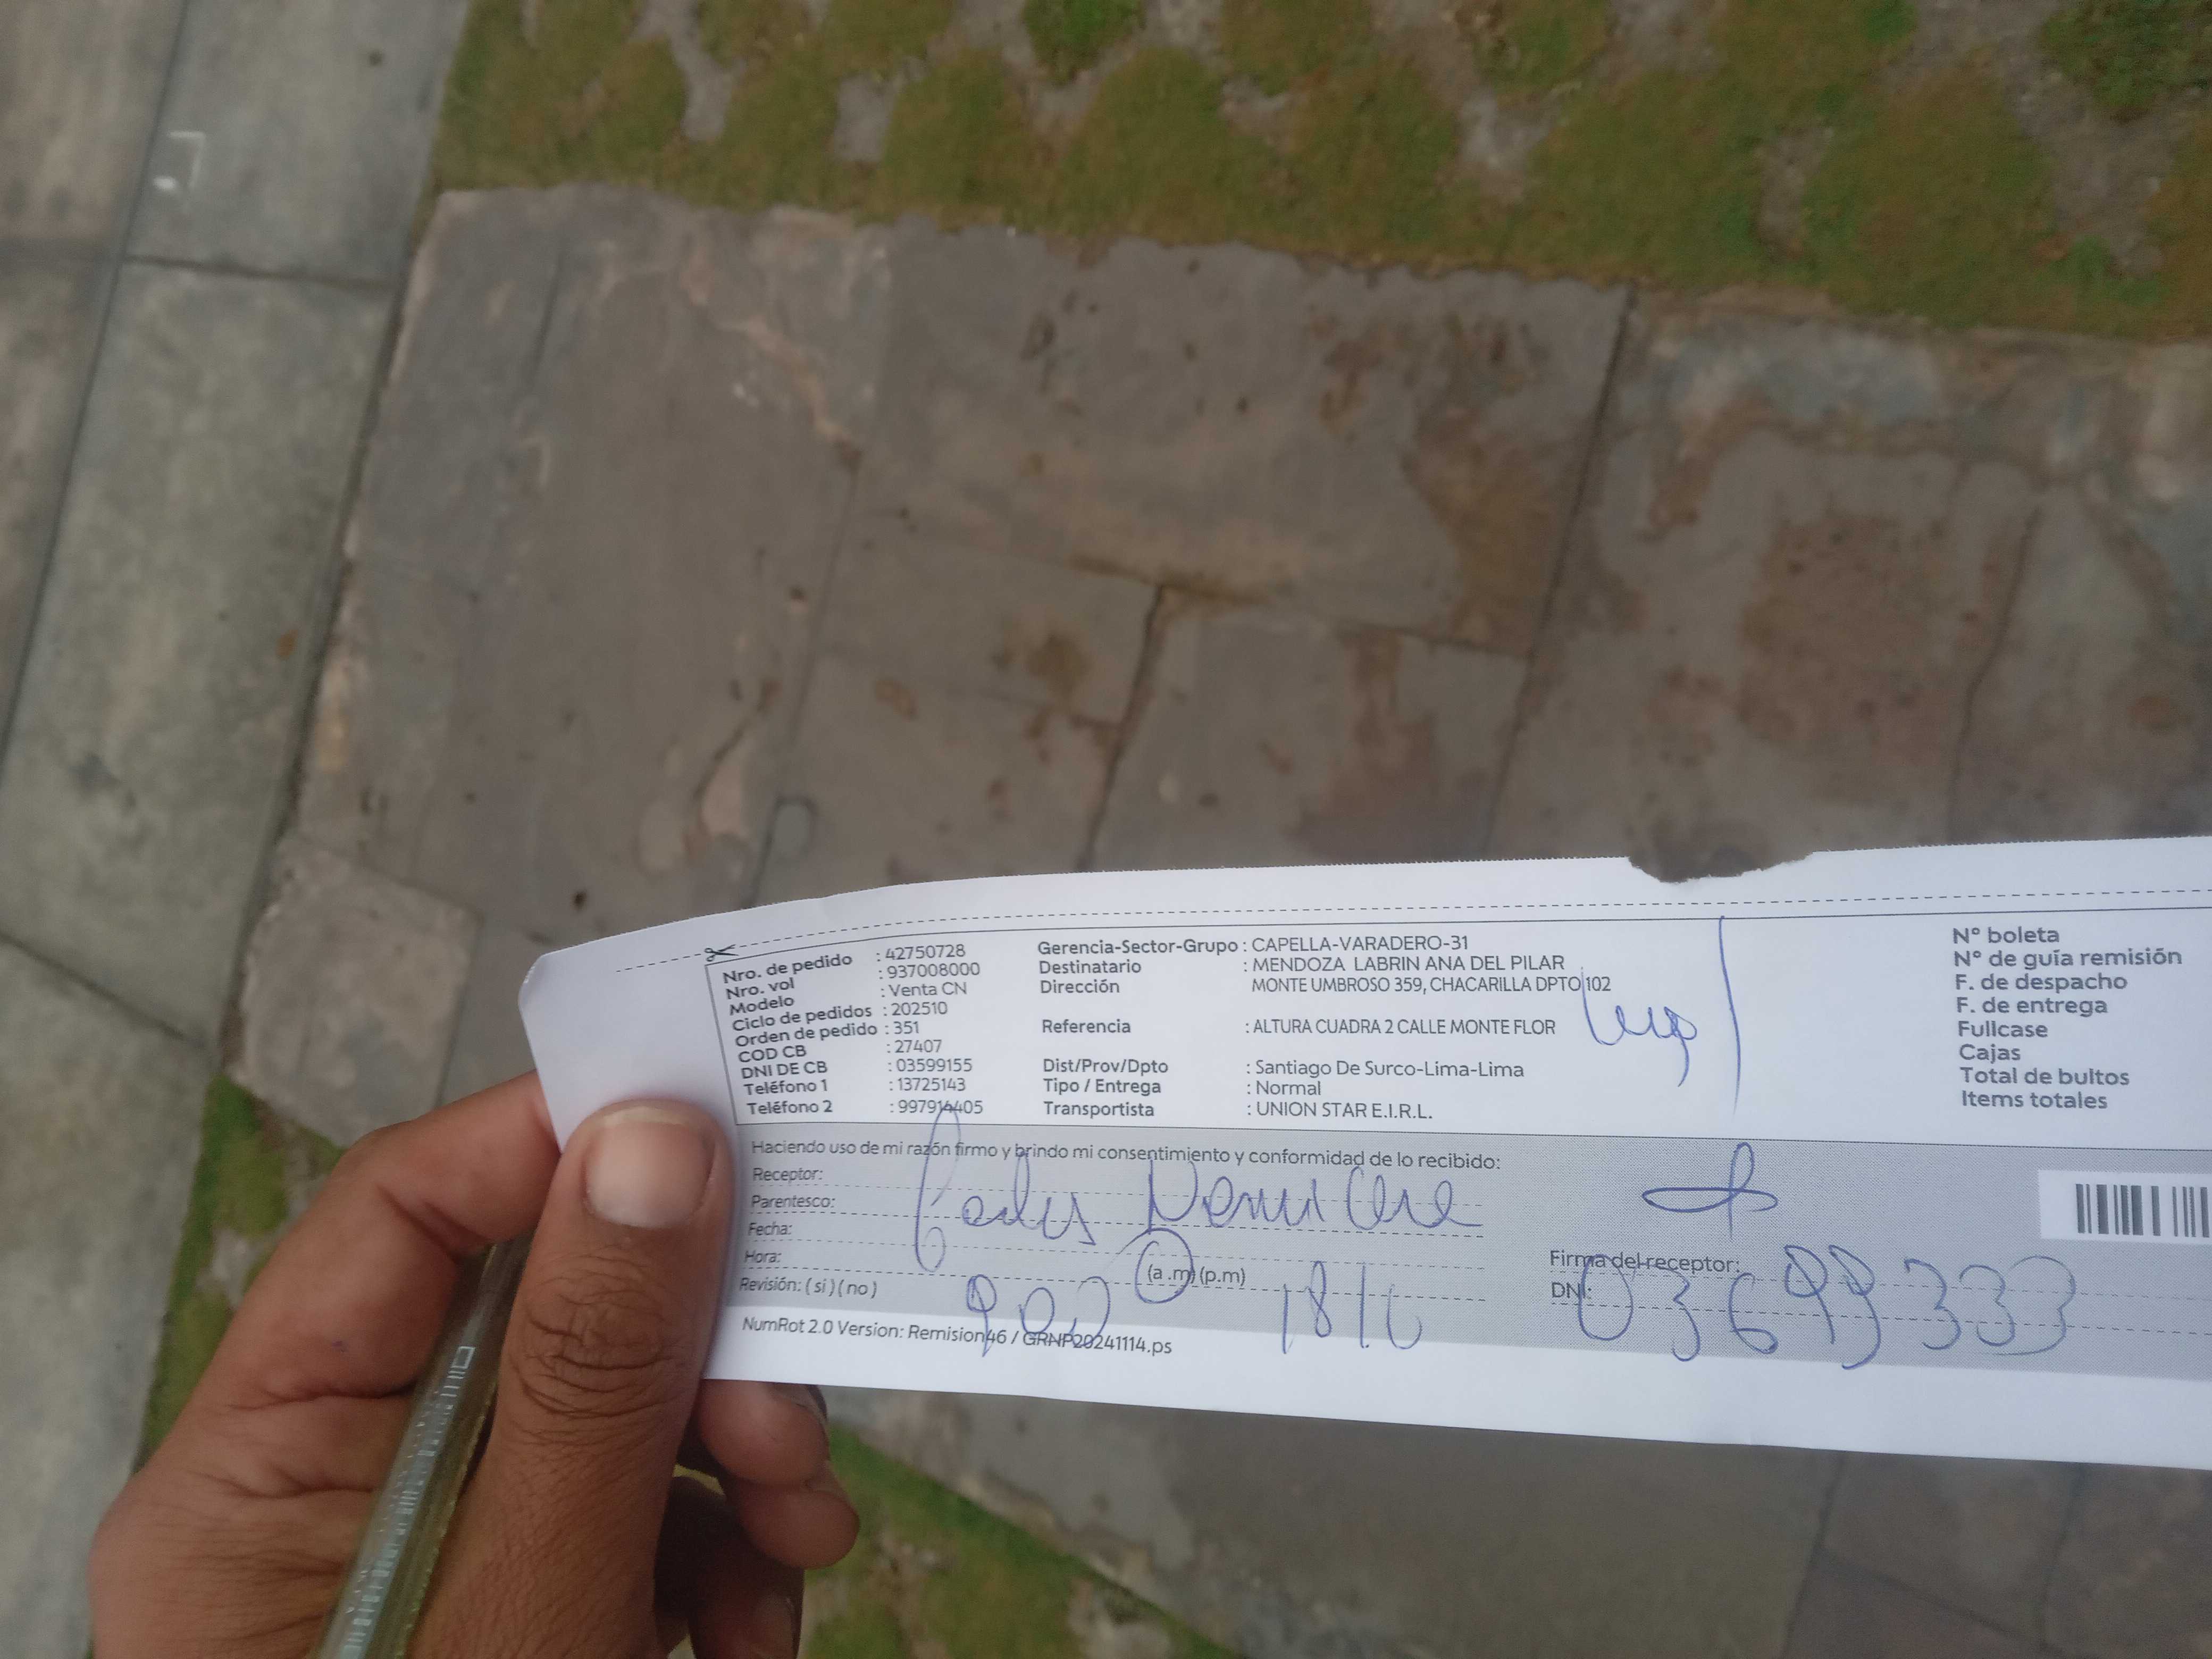 Nro. de pedido : 42750728
Nro. vol : 937008000
Modelo : Venta CN
Ciclo de pedidos : 202510
Orden de pedido : 351
COD CB : 27407
DNI DE CB : 03599155
Teléfono 1 : 13725143
Teléfono 2 : 997914405
Gerencia-Sector-Grupo : CAPELLA-VARADERO-31
Destinatario : MENDOZA LABRIN ANA DEL PILAR
Dirección MONTE UMBROSO 359, CHACARILLA DPTO 102
Referencia : ALTURA CUADRA 2 CALLE MONTE FLOR
Dist/Prov/Dpto : Santiago De Surco-Lima-Lima
Tipo / Entrega : Normal
Transportista : UNION STAR E.I.R.L.
N° boleta
N° de guía remisión
F. de despacho
F. de entrega
Fullcase
Cajas
Total de bultos
Items totales
Haciendo uso de mi razón firmo y brindo mi consentimiento y conformidad de lo recibido:
Receptor:
Parentesco:
Fecha:
Hora: (a .m) (p.m)
Revisión: ( si ) ( no )
Firma del receptor:
DNI: 03699333
NumRot 2.0 Version: Remision46 / GRNP20241114.ps